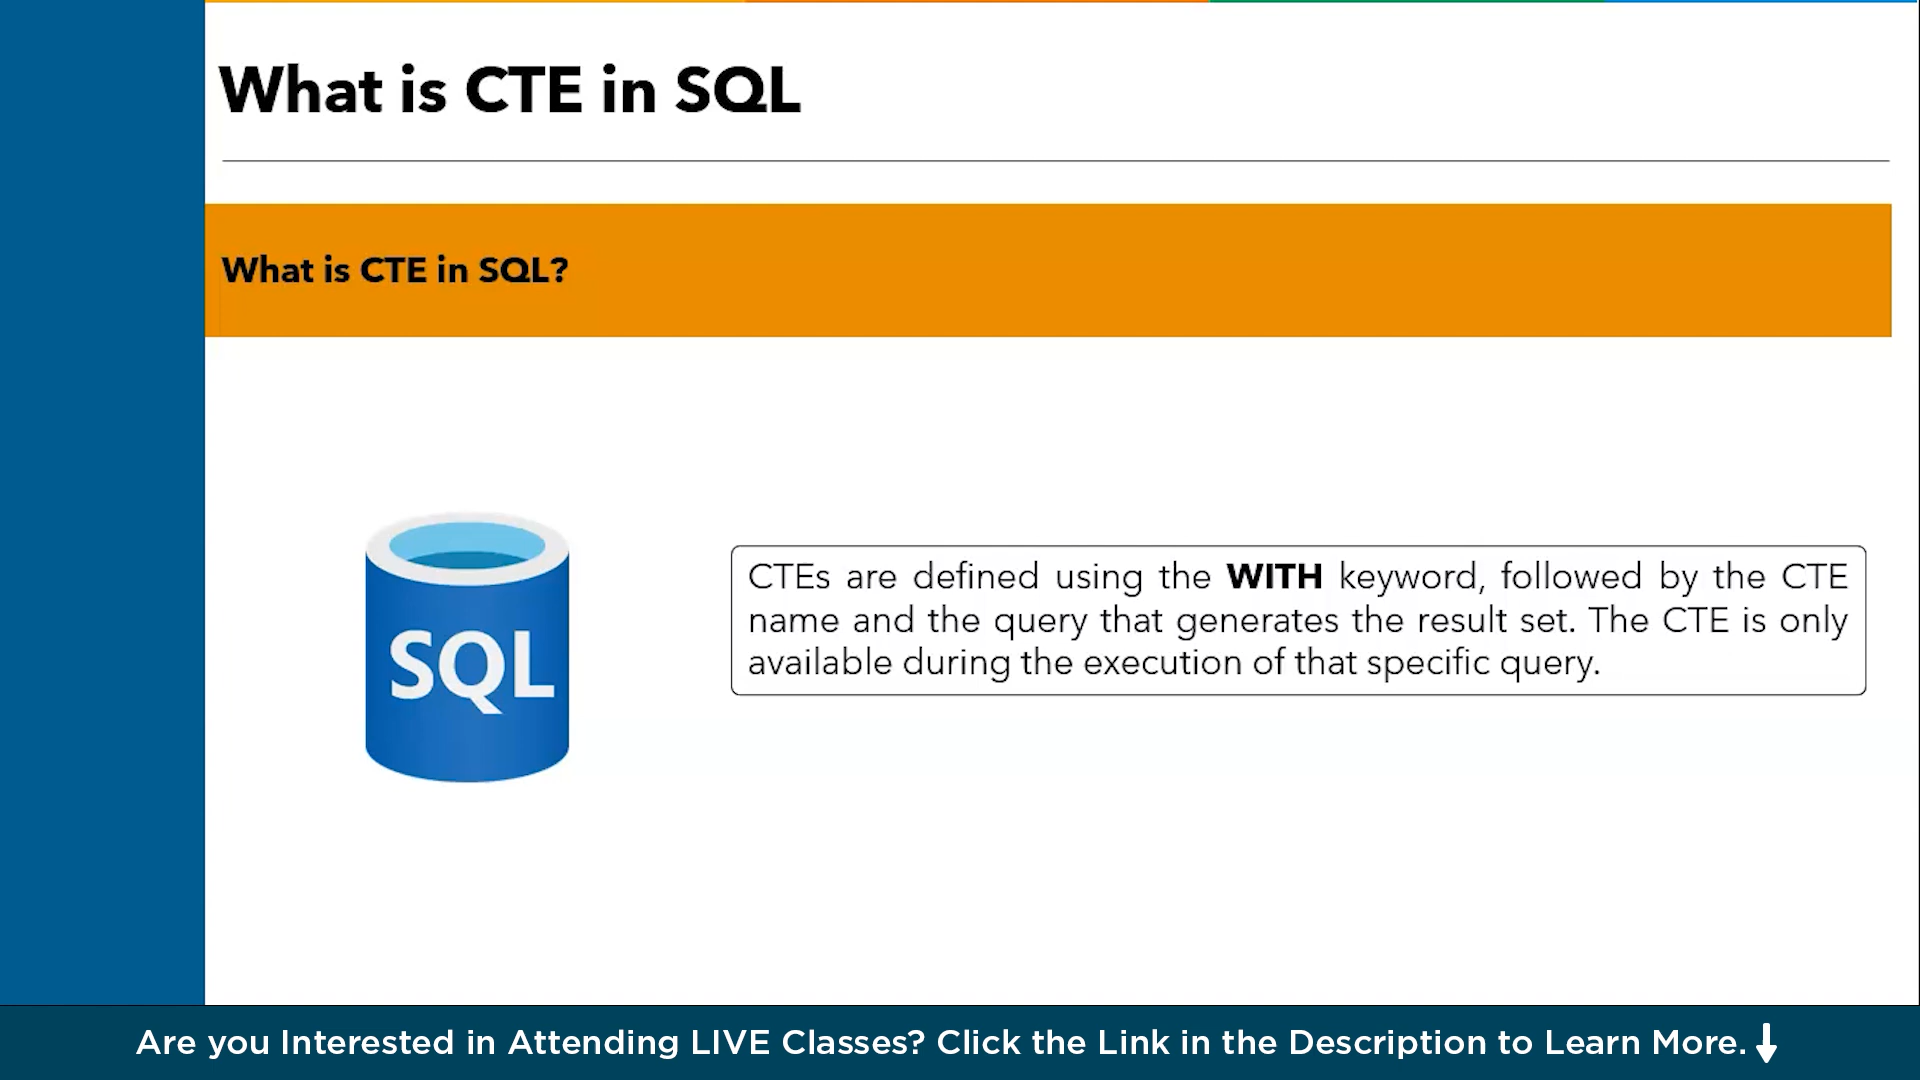 What is CTE in SQL
What is CTE in SQL?
SQL
CTEs are defined using the WITH keyword, followed by the CTE
name and the query that generates the result set. The CTE is only
available during the execution of that specific query.
Are you Interested in Attending LIVE Classes? Click the Link in the Description to Learn More.